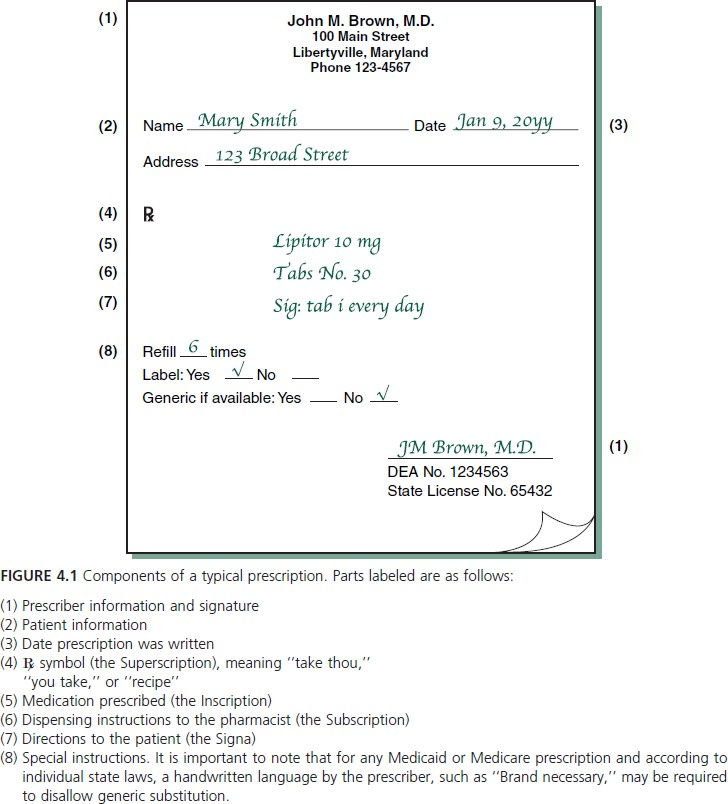 (1) John M. Brown, M.D.
100 Main Street
Libertyville, Maryland
Phone 123-4567
(2) Name Mary Smith Date Jan 9, 20yy (3)
Address 123 Broad Street
(4) ℞
(5) Lipitor 10 mg
(6) Tabs No. 30
(7) Sig: tab i every day
(8) Refill 6 times
Label: Yes √ No
Generic if available: Yes No √
JM Brown, M.D. (1)
DEA No. 1234563
State License No. 65432
FIGURE 4.1 Components of a typical prescription. Parts labeled are as follows:
(1) Prescriber information and signature
(2) Patient information
(3) Date prescription was written
(4) ℞ symbol (the Superscription), meaning ''take thou,''
''you take,'' or ''recipe''
(5) Medication prescribed (the Inscription)
(6) Dispensing instructions to the pharmacist (the Subscription)
(7) Directions to the patient (the Signa)
(8) Special instructions. It is important to note that for any Medicaid or Medicare prescription and according to
individual state laws, a handwritten language by the prescriber, such as ''Brand necessary,'' may be required
to disallow generic substitution.